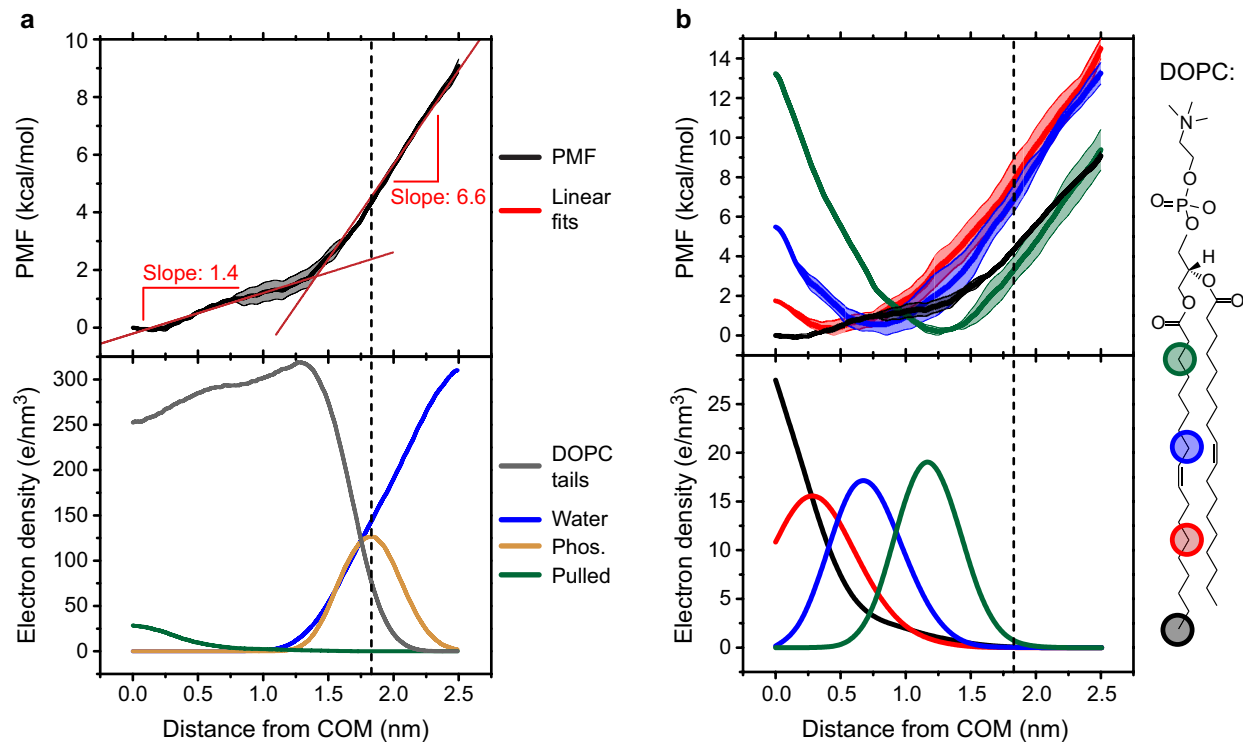 a
10
8
6
4
2
0
PMF (kcal/mol)
Slope: 1.4
Slope: 6.6
PMF
Linear
fits
300
250
200
150
100
50
0
Electron density (e/nm³)
DOPC
tails
Water
Phos.
Pulled
0.0 0.5 1.0 1.5 2.0 2.5
Distance from COM (nm)
b
14
12
10
8
6
4
2
0
PMF (kcal/mol)
25
20
15
10
5
0
Electron density (e/nm³)
0.0 0.5 1.0 1.5 2.0 2.5
Distance from COM (nm)
DOPC:
N
O
O=P-O
O
H
O
O
O
O